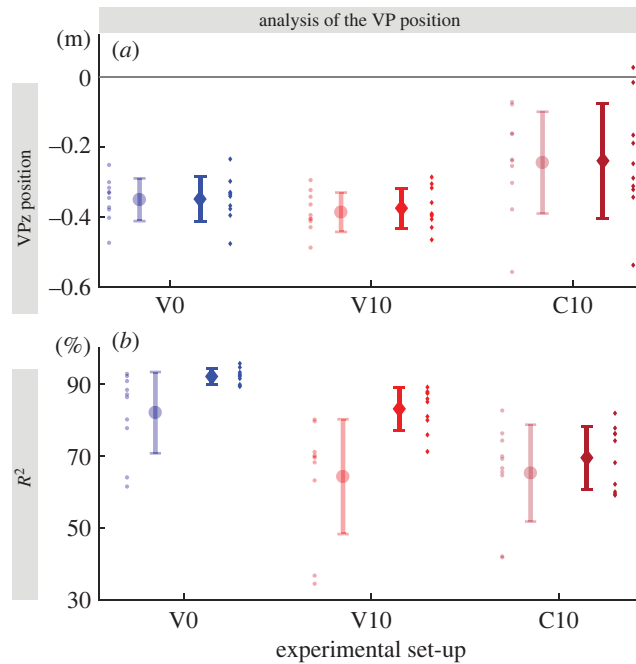 analysis of the VP position
(m)
(a)
0
–0.2
–0.4
–0.6
VPz position
V0
V10
C10
(%)
(b)
90
70
50
30
R²
V0
V10
C10
experimental set-up